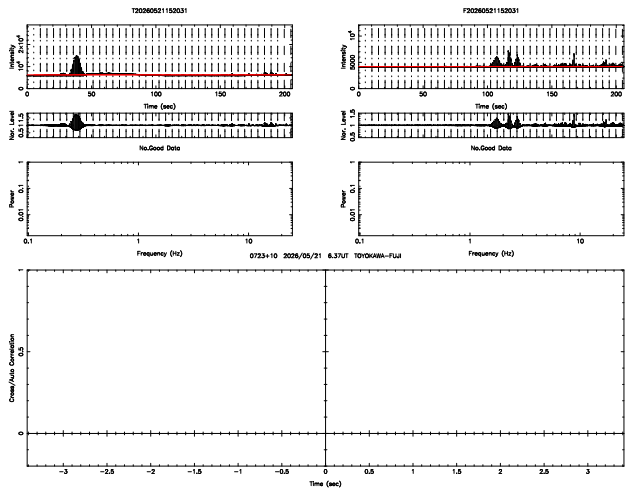 T20260521152031
F20260521152031
Intensity
0
10⁴
2×10⁴
0
50
100
150
200
Time (sec)
Intensity
0
5000
10⁴
0
50
100
150
200
Time (sec)
Nor. Level
0.5
1
1.5
No.Good Data
Nor. Level
0.5
1
1.5
No.Good Data
Power
0.01
0.1
1
0.1
1
10
Frequency (Hz)
Power
0.01
0.1
1
0.1
1
10
Frequency (Hz)
0723+10 2026/05/21 6.37UT TOYOKAWA-FUJI
Cross/Auto Correlation
0
0.5
1
-3
-2.5
-2
-1.5
-1
-0.5
0
0.5
1
1.5
2
2.5
3
Time (sec)